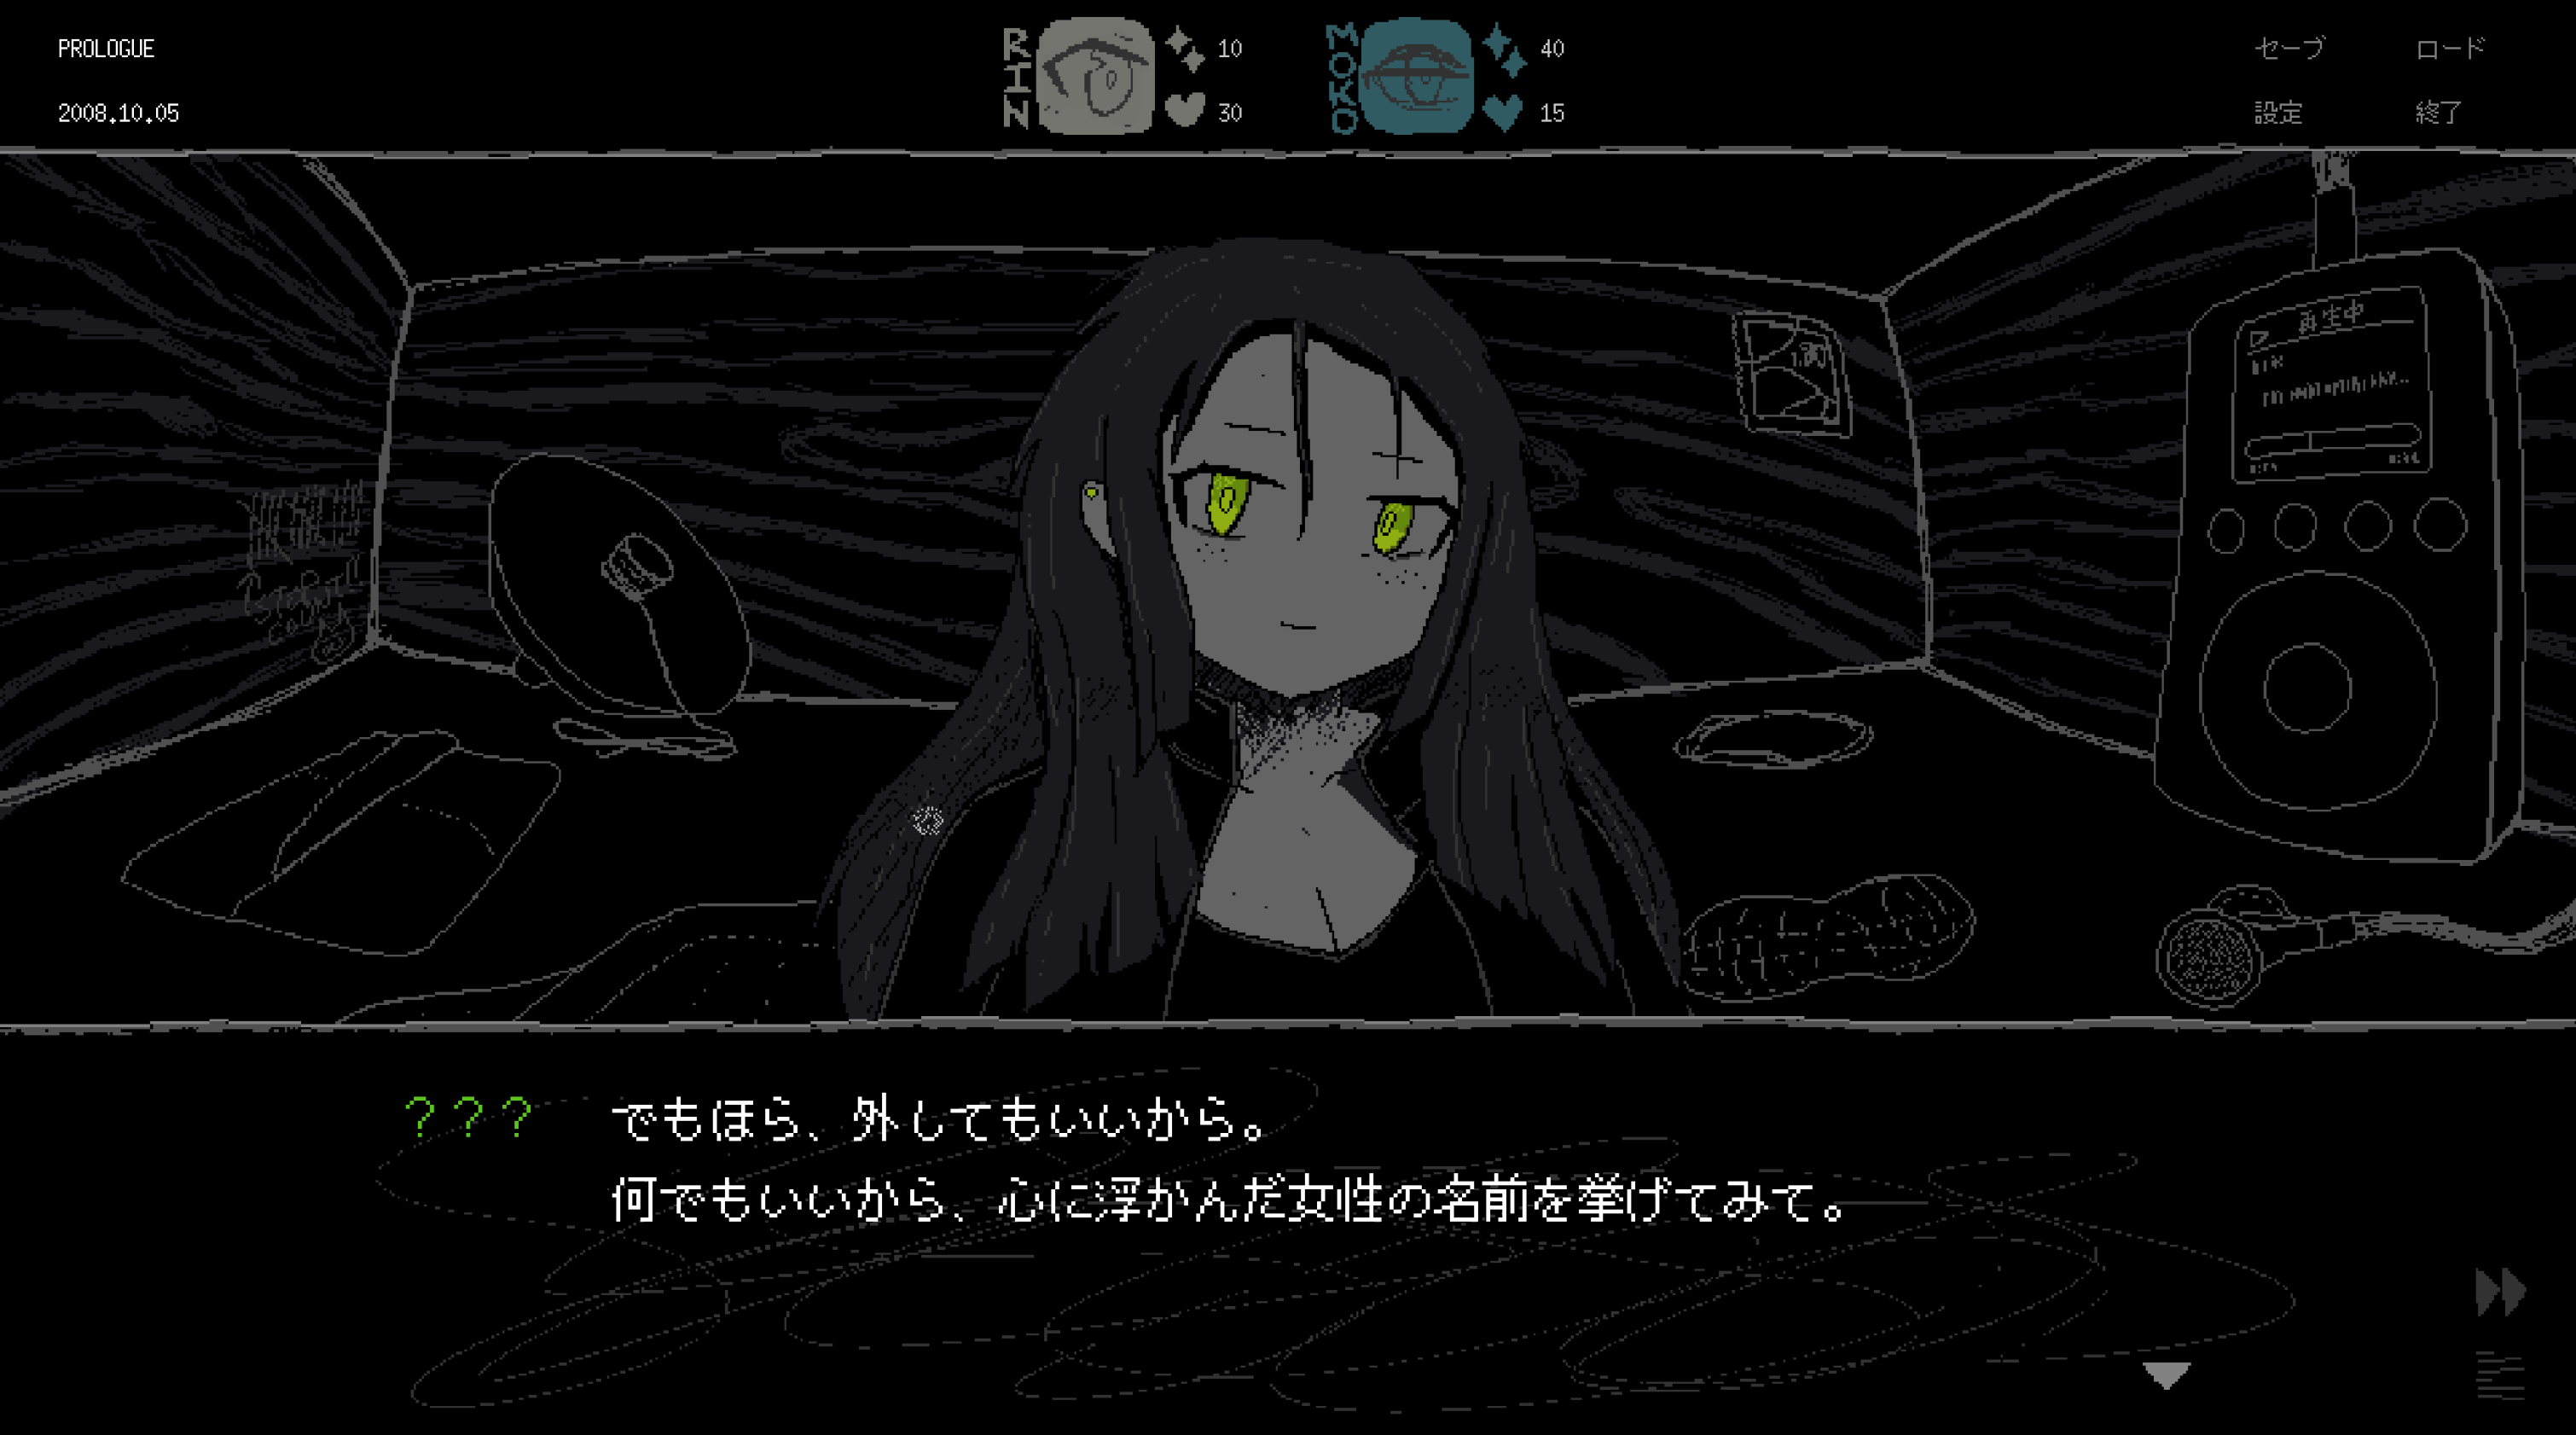 PROLOGUE
2008.10.05
RIN
10
30
MOKO
40
15
セーブ
ロード
設定
終了
再生中
???
でもほら、外してもいいから。
何でもいいから、心に浮かんだ女性の名前を挙げてみて。